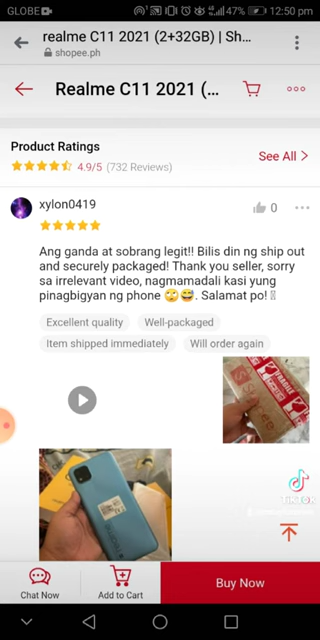 GLOBE
47% 12:50 pm
realme C11 2021 (2+32GB) | Sh...
shopee.ph
Realme C11 2021 (...
Product Ratings
4.9/5 (732 Reviews)
See All >
xylon0419
0
Ang ganda at sobrang legit!! Bilis din ng ship out
and securely packaged! Thank you seller, sorry
sa irrelevant video, nagmamadali kasi yung
pinagbigyan ng phone 🙄😅. Salamat po!
Excellent quality
Well-packaged
Item shipped immediately
Will order again
TikTok
Chat Now
Add to Cart
Buy Now